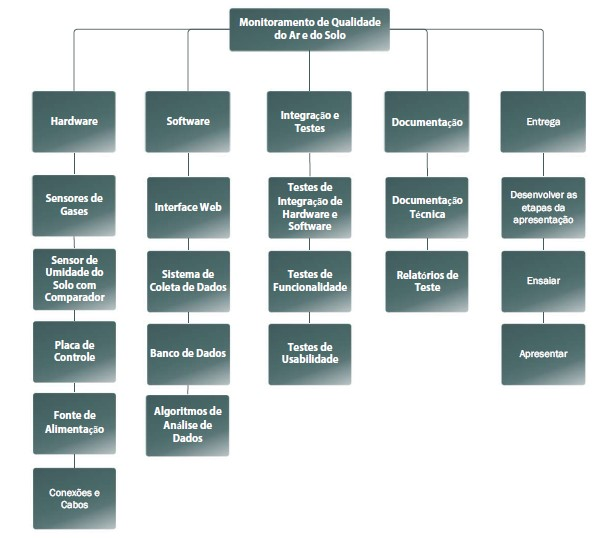 Monitoramento de Qualidade
do Ar e do Solo
Hardware
Software
Integração e
Testes
Documentação
Entrega
Sensores de
Gases
Sensor de
Umidade do
Solo com
Comparador
Placa de
Controle
Fonte de
Alimentação
Conexões e
Cabos
Interface Web
Sistema de
Coleta de Dados
Banco de Dados
Algoritmos de
Análise de
Dados
Testes de
Integração de
Hardware e
Software
Testes de
Funcionalidade
Testes de
Usabilidade
Documentação
Técnica
Relatórios de
Teste
Desenvolver as
etapas da
apresentação
Ensaiar
Apresentar